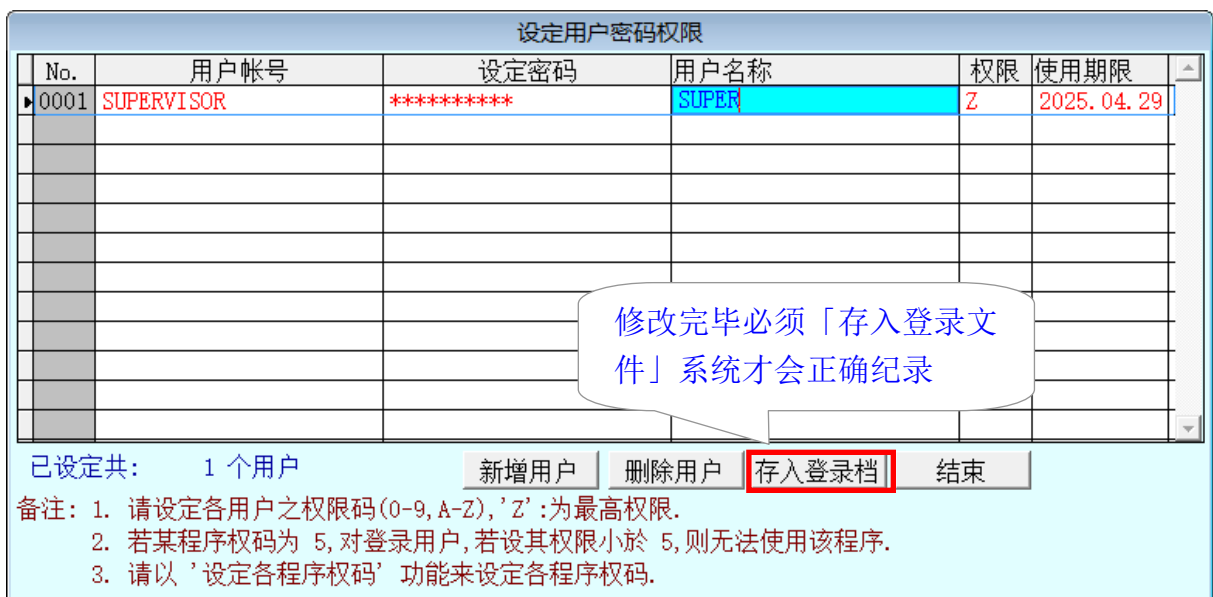 设定用户密码权限
No. 用户帐号 设定密码 用户名称 权限 使用期限
0001 SUPERVISOR ********** SUPER Z 2025.04.29
修改完毕必须「存入登录文
件」系统才会正确纪录
已设定共: 1 个用户 新增用户 删除用户 存入登录档 结束
备注: 1. 请设定各用户之权限码(0-9,A-Z),'Z':为最高权限.
2. 若某程序权码为 5,对登录用户,若设其权限小於 5,则无法使用该程序.
3. 请以 '设定各程序权码' 功能来设定各程序权码.